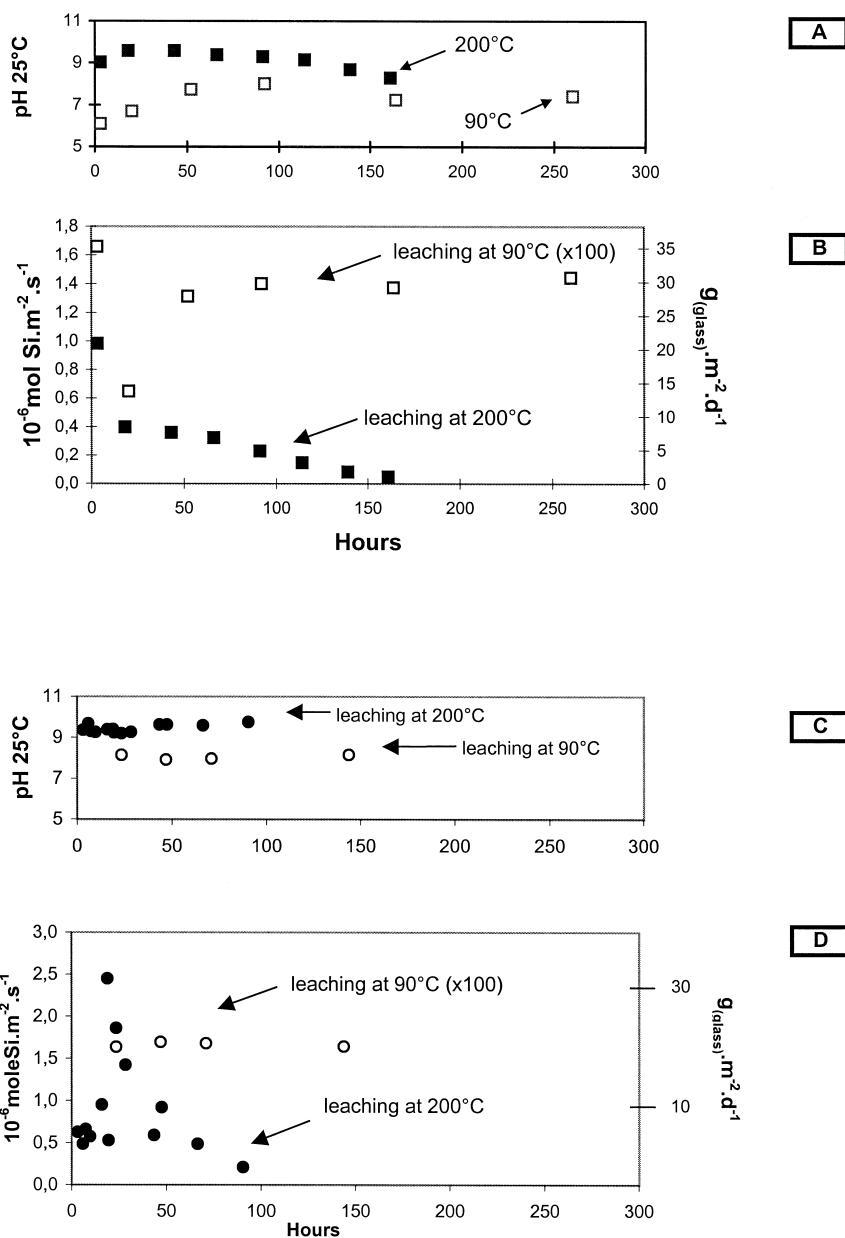 A
pH 25°C
11
9
7
5
200°C
90°C
0 50 100 150 200 250 300
B
10-6mol Si.m-2.s-1
1,8
1,6
1,4
1,2
1,0
0,8
0,6
0,4
0,2
0,0
leaching at 90°C (x100)
leaching at 200°C
35
30
25
20
15
10
5
0
g(glass).m-2.d-1
0 50 100 150 200 250 300
Hours
C
pH 25°C
11
9
7
5
leaching at 200°C
leaching at 90°C
0 50 100 150 200 250 300
D
10-6moleSi.m-2.s-1
3,0
2,5
2,0
1,5
1,0
0,5
0,0
leaching at 90°C (x100)
leaching at 200°C
30
10
g(glass).m-2.d-1
0 50 100 150 200 250 300
Hours